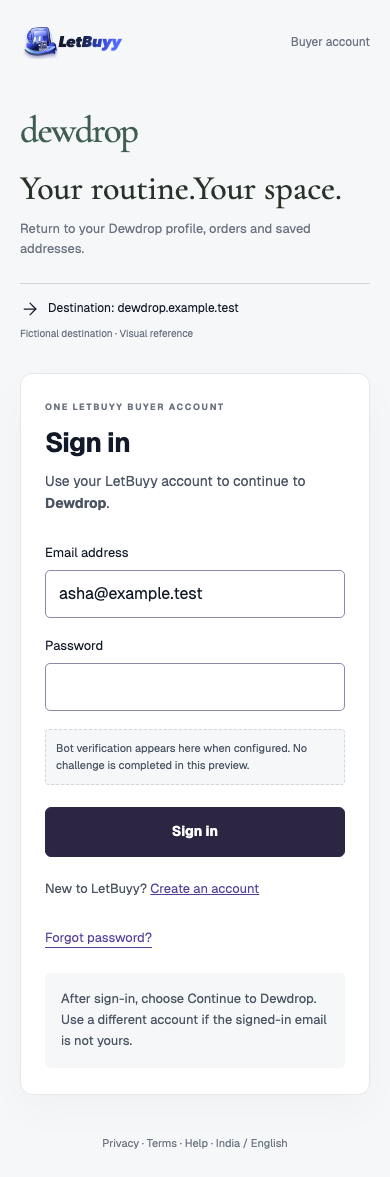 LetBuyy
Buyer account
dewdrop
Your routine.Your space.
Return to your Dewdrop profile, orders and saved
addresses.
→ Destination: dewdrop.example.test
Fictional destination · Visual reference
ONE LETBUYY BUYER ACCOUNT
Sign in
Use your LetBuyy account to continue to
Dewdrop.
Email address
asha@example.test
Password
Bot verification appears here when configured. No
challenge is completed in this preview.
Sign in
New to LetBuyy? Create an account
Forgot password?
After sign-in, choose Continue to Dewdrop.
Use a different account if the signed-in email
is not yours.
Privacy · Terms · Help · India / English